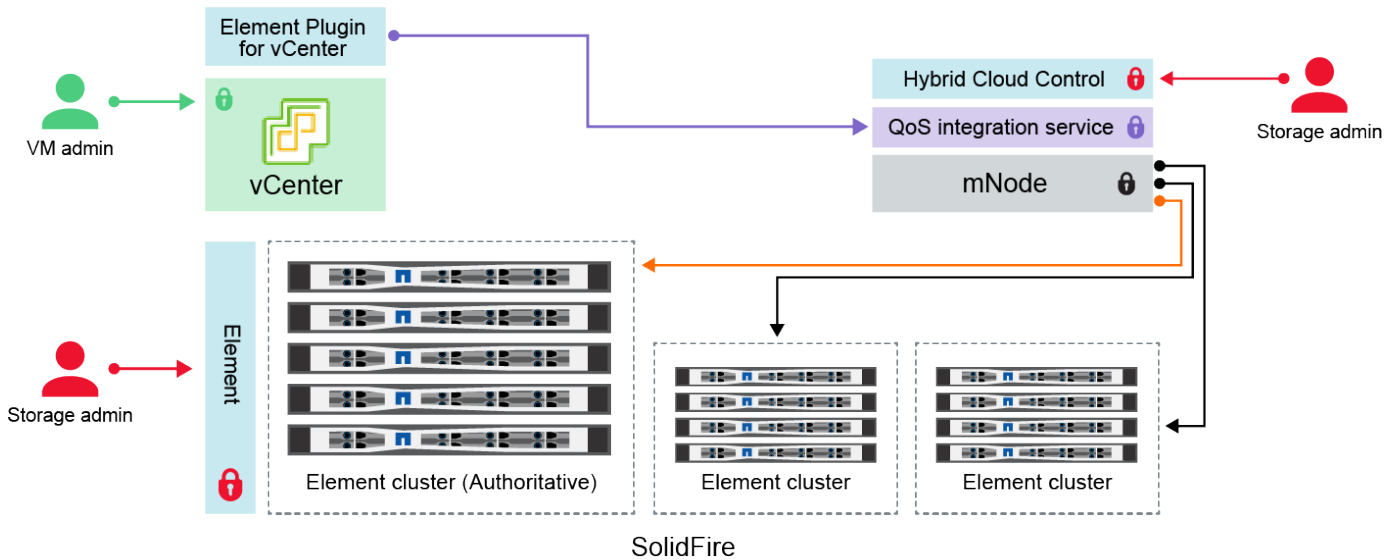 Element Plugin
for vCenter
VM admin
vCenter
Hybrid Cloud Control
QoS integration service
mNode
Storage admin
Element
Storage admin
Element cluster (Authoritative)
Element cluster
Element cluster
SolidFire